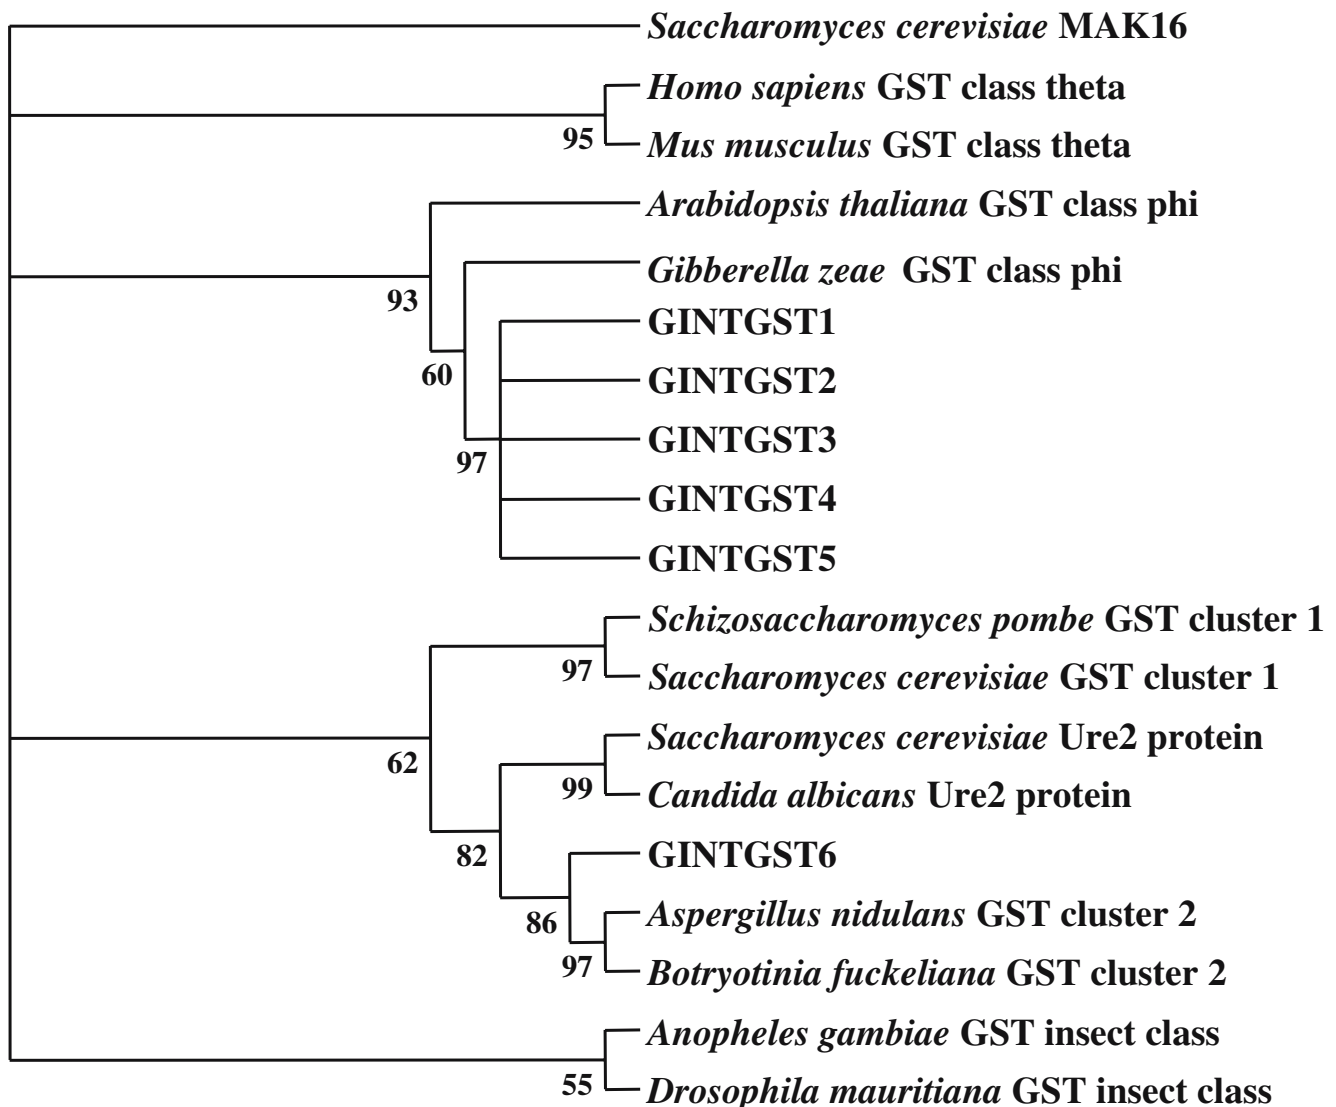 Saccharomyces cerevisiae MAK16
Homo sapiens GST class theta
95
Mus musculus GST class theta
Arabidopsis thaliana GST class phi
Gibberella zeae GST class phi
93
GINTGST1
60
GINTGST2
GINTGST3
97
GINTGST4
GINTGST5
Schizosaccharomyces pombe GST cluster 1
97
Saccharomyces cerevisiae GST cluster 1
Saccharomyces cerevisiae Ure2 protein
62
99
Candida albicans Ure2 protein
82
GINTGST6
Aspergillus nidulans GST cluster 2
86
97
Botryotinia fuckeliana GST cluster 2
Anopheles gambiae GST insect class
55
Drosophila mauritiana GST insect class